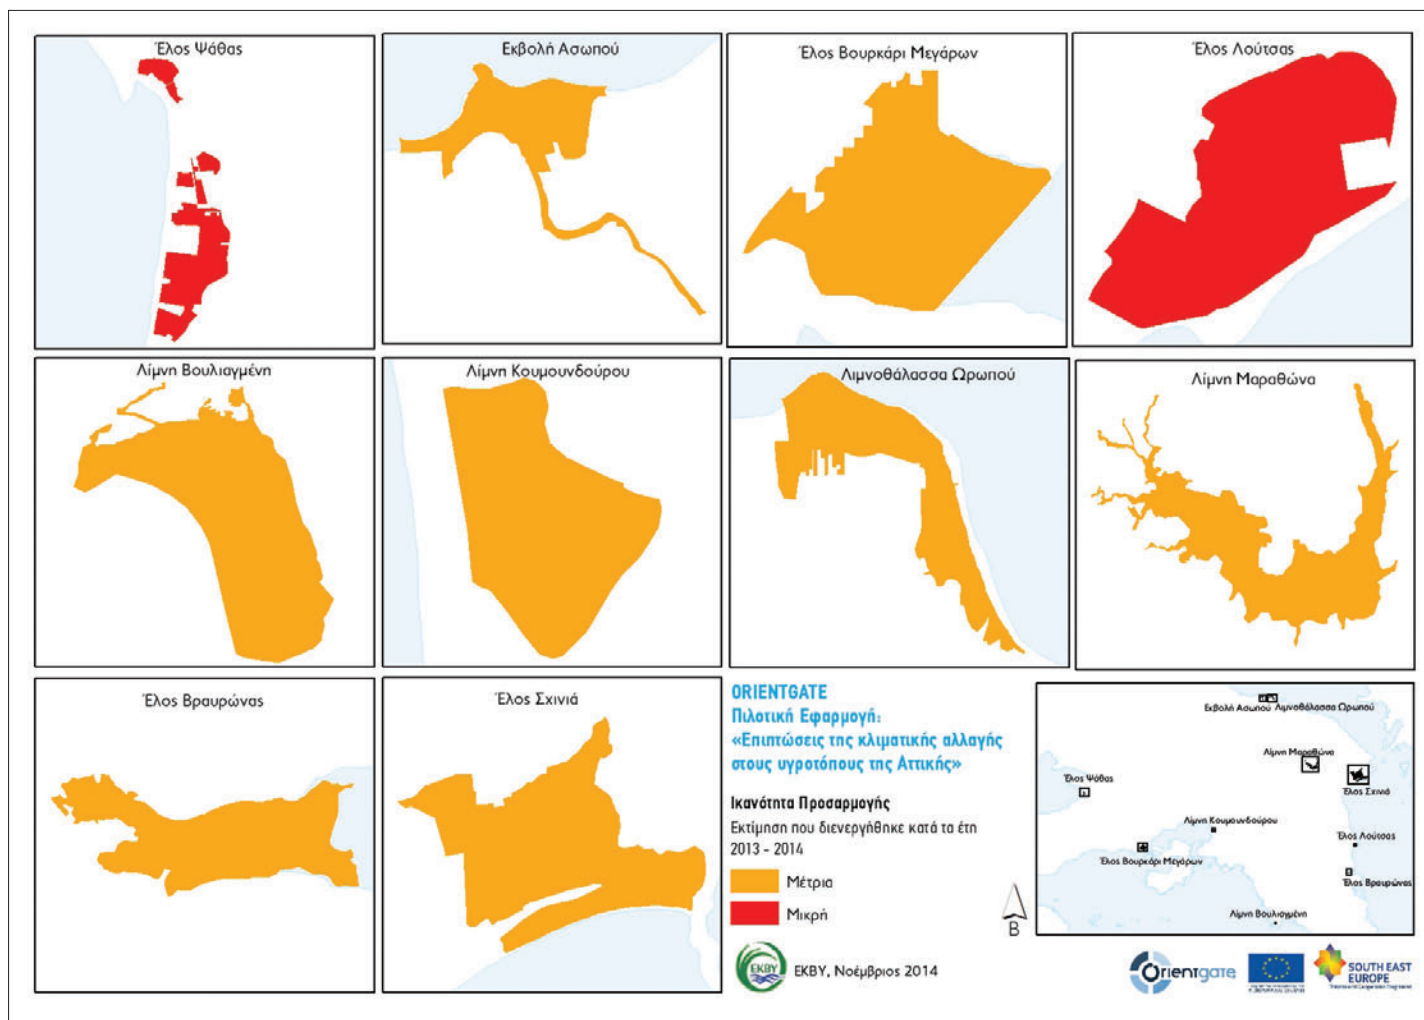 Έλος Ψάθας
Εκβολή Ασωπού
Έλος Βουρκάρι Μεγάρων
Έλος Λούτσας
Λίμνη Βουλιαγμένη
Λίμνη Κουμουνδούρου
Λιμνοθάλασσα Ωρωπού
Λίμνη Μαραθώνα
Έλος Βραυρώνας
Έλος Σχινιά
ORIENTGATE
Πιλοτική Εφαρμογή:
«Επιπτώσεις της κλιματικής αλλαγής
στους υγροτόπους της Αττικής»
Ικανότητα Προσαρμογής
Εκτίμηση που διενεργήθηκε κατά τα έτη
2013 - 2014
Μέτρια
Μικρή
ΕΚΒΥ
ΕΚΒΥ, Νοέμβριος 2014
Β
Εκβολή Ασωπού
Λιμνοθάλασσα Ωρωπού
Λίμνη Μαραθώνα
Έλος Ψάθας
Έλος Σχινιά
Λίμνη Κουμουνδούρου
Έλος Λούτσας
Έλος Βουρκάρι Μεγάρων
Έλος Βραυρώνας
Λίμνη Βουλιαγμένη
Orientgate
SOUTH EAST
EUROPE